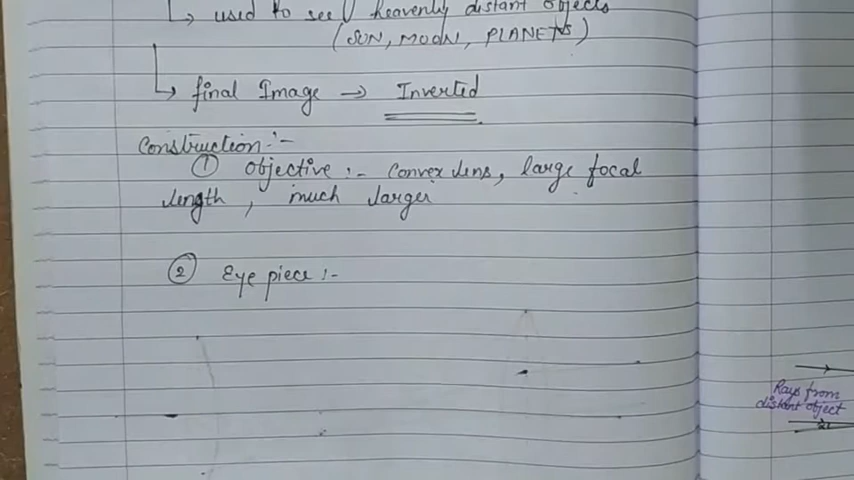 ↳ used to see heavenly distant objects
(SUN, MOON, PLANETS)
↳ final Image → Inverted
Construction:-
① Objective :- Convex lens, large focal
length, much larger
② Eye piece :-
Rays from
distant object